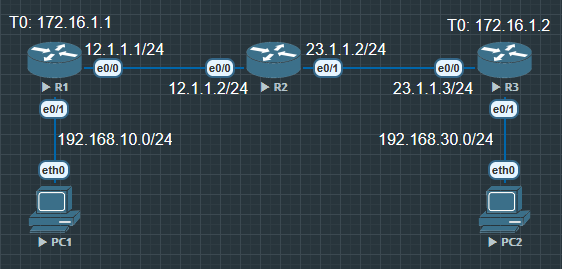 T0: 172.16.1.1
T0: 172.16.1.2
12.1.1.1/24
23.1.1.2/24
e0/0
e0/0
e0/1
e0/0
R1
12.1.1.2/24
R2
23.1.1.3/24
R3
e0/1
e0/1
192.168.10.0/24
192.168.30.0/24
eth0
eth0
PC1
PC2